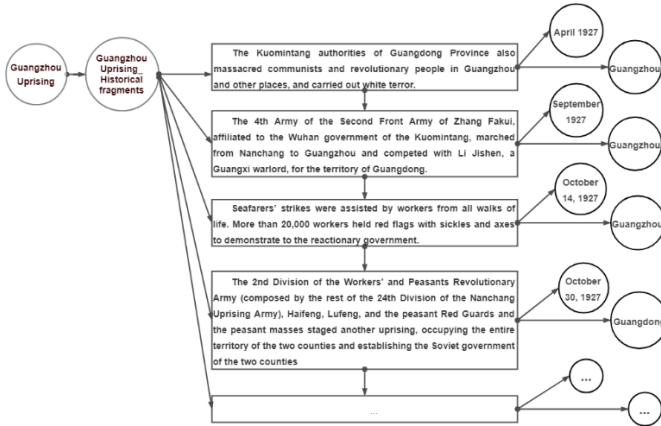 Guangzhou
Uprising
Guangzhou
Uprising_
Historical
fragments
The Kuomintang authorities of Guangdong Province also
massacred communists and revolutionary people in Guangzhou
and other places, and carried out white terror.
April 1927
Guangzhou
The 4th Army of the Second Front Army of Zhang Fakui,
affiliated to the Wuhan government of the Kuomintang, marched
from Nanchang to Guangzhou and competed with Li Jishen, a
Guangxi warlord, for the territory of Guangdong.
September
1927
Guangzhou
Seafarers' strikes were assisted by workers from all walks of
life. More than 20,000 workers held red flags with sickles and axes
to demonstrate to the reactionary government.
October
14, 1927
Guangzhou
The 2nd Division of the Workers' and Peasants Revolutionary
Army (composed by the rest of the 24th Division of the Nanchang
Uprising Army), Haifeng, Lufeng, and the peasant Red Guards and
the peasant masses staged another uprising, occupying the entire
territory of the two counties and establishing the Soviet government
of the two counties
October
30, 1927
Guangdong
...
...
...